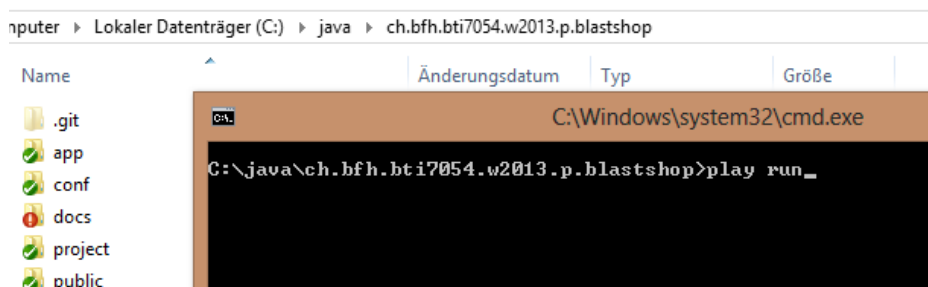 nputer ▸ Lokaler Datenträger (C:) ▸ java ▸ ch.bfh.bti7054.w2013.p.blastshop
Name Änderungsdatum Typ Größe
.git
C:\Windows\system32\cmd.exe
app
C:\java\ch.bfh.bti7054.w2013.p.blastshop>play run_
conf
docs
project
public